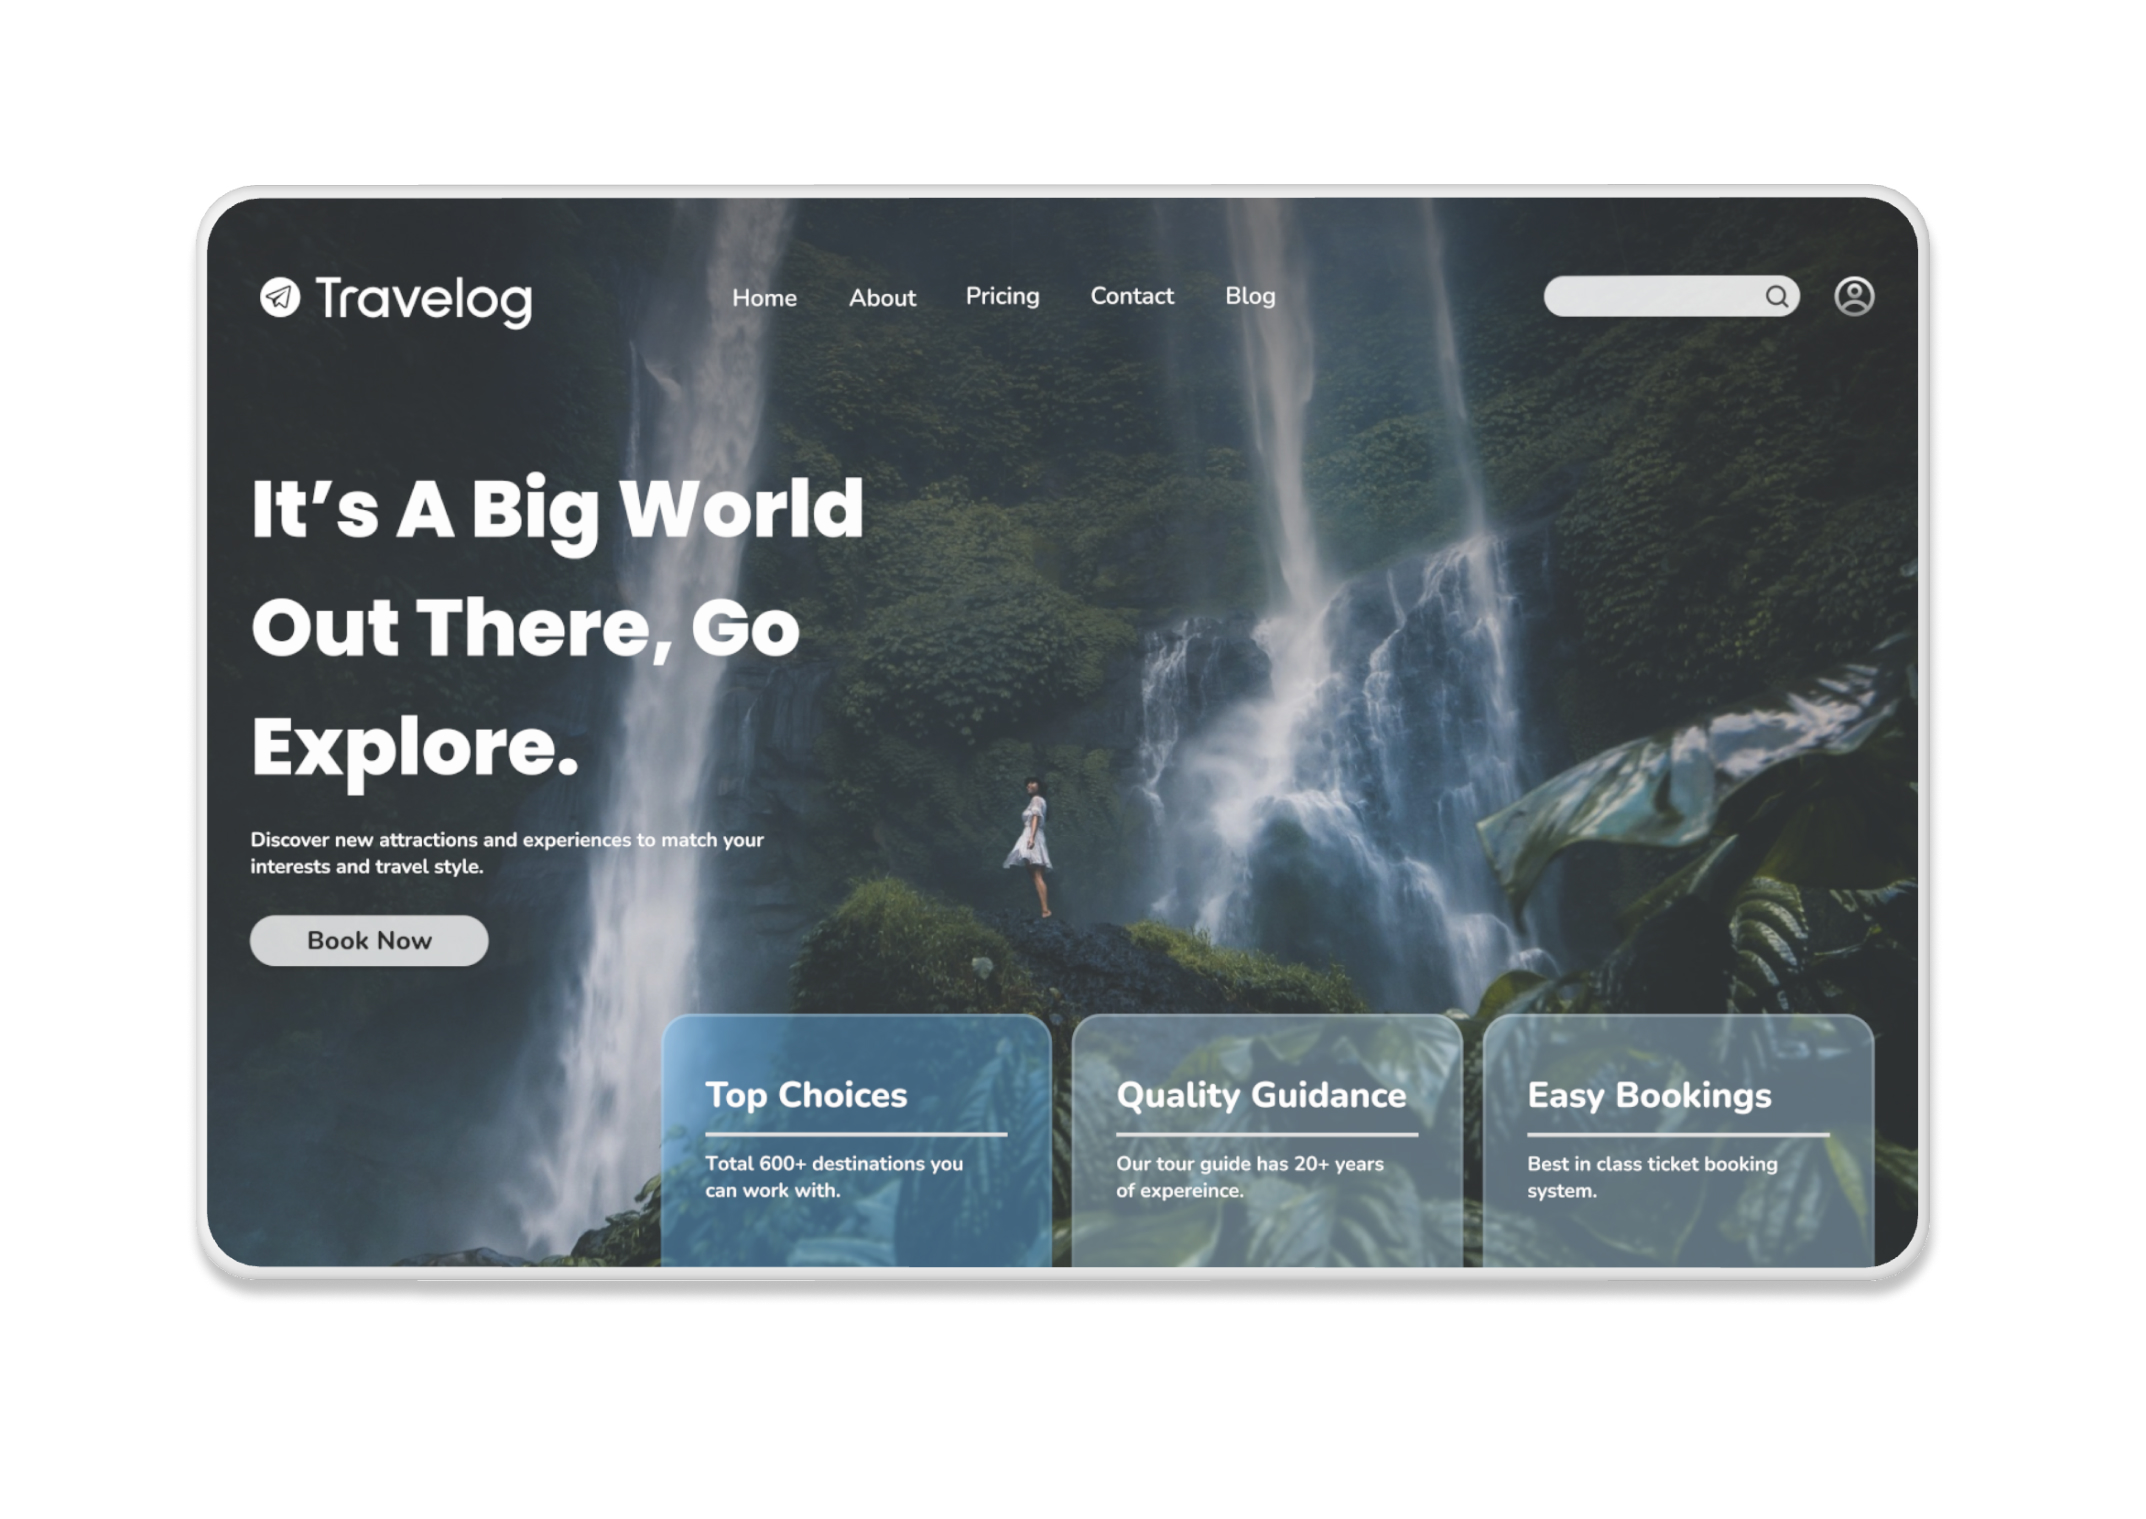 Travelog
Home
About
Pricing
Contact
Blog
It’s A Big World
Out There, Go
Explore.
Discover new attractions and experiences to match your
interests and travel style.
Book Now
Top Choices
Total 600+ destinations you
can work with.
Quality Guidance
Our tour guide has 20+ years
of expereince.
Easy Bookings
Best in class ticket booking
system.